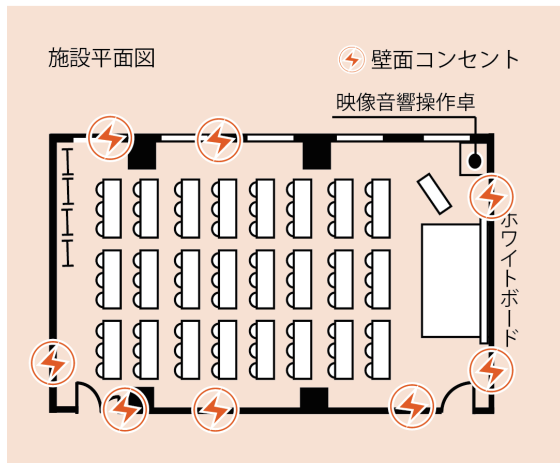 施設平面図
壁面コンセント
映像音響操作卓
ホワイトボード